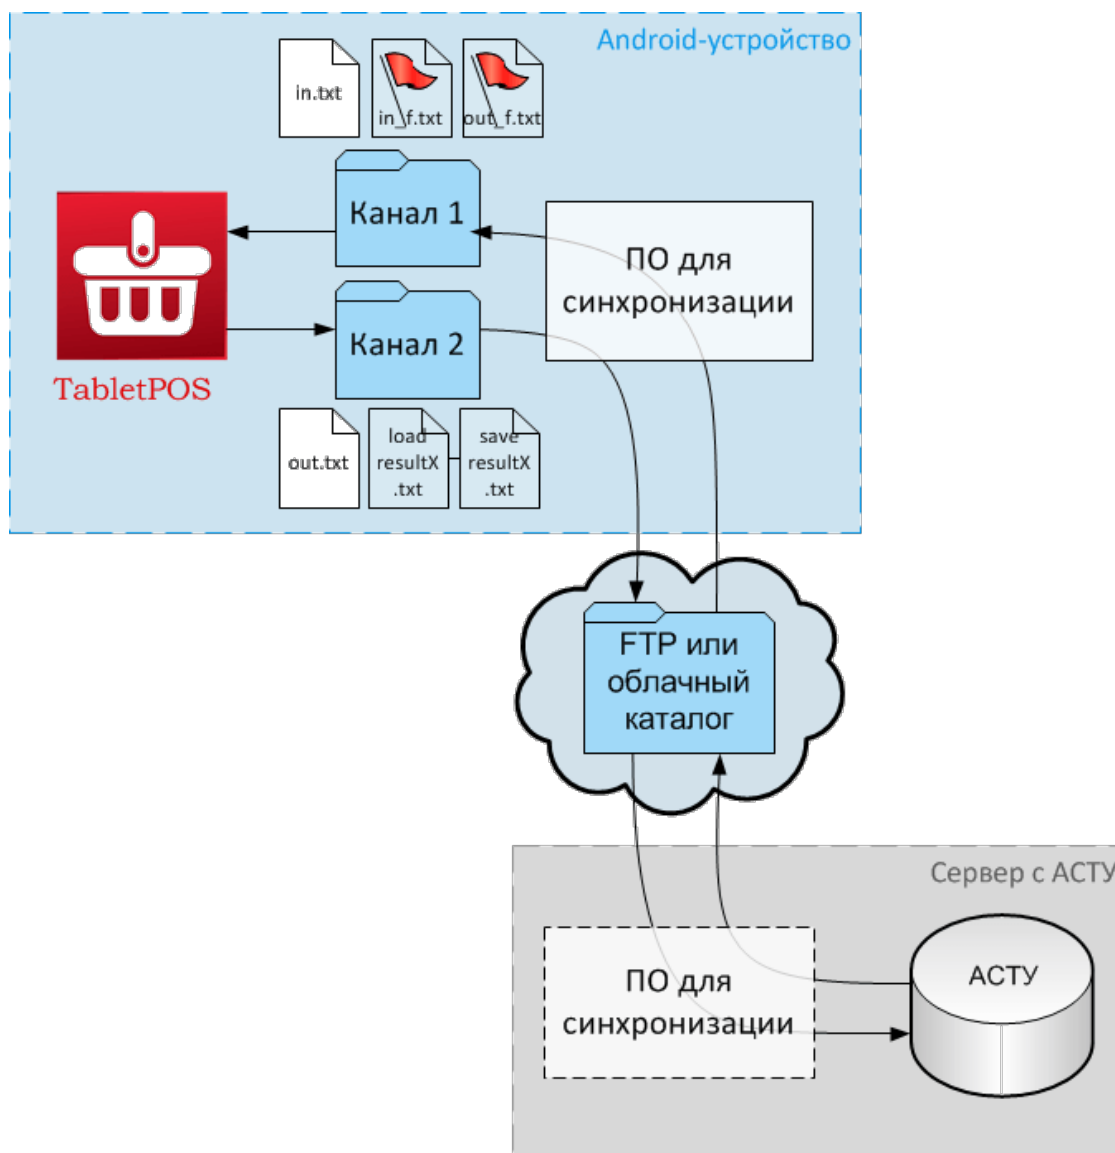 Android-устройство
in.txt
in_f.txt
out_f.txt
Канал 1
ПО для
синхронизации
Канал 2
TabletPOS
out.txt
load
resultX
.txt
save
resultX
.txt
FTP или
облачный
каталог
Сервер с АСТУ
ПО для
синхронизации
АСТУ